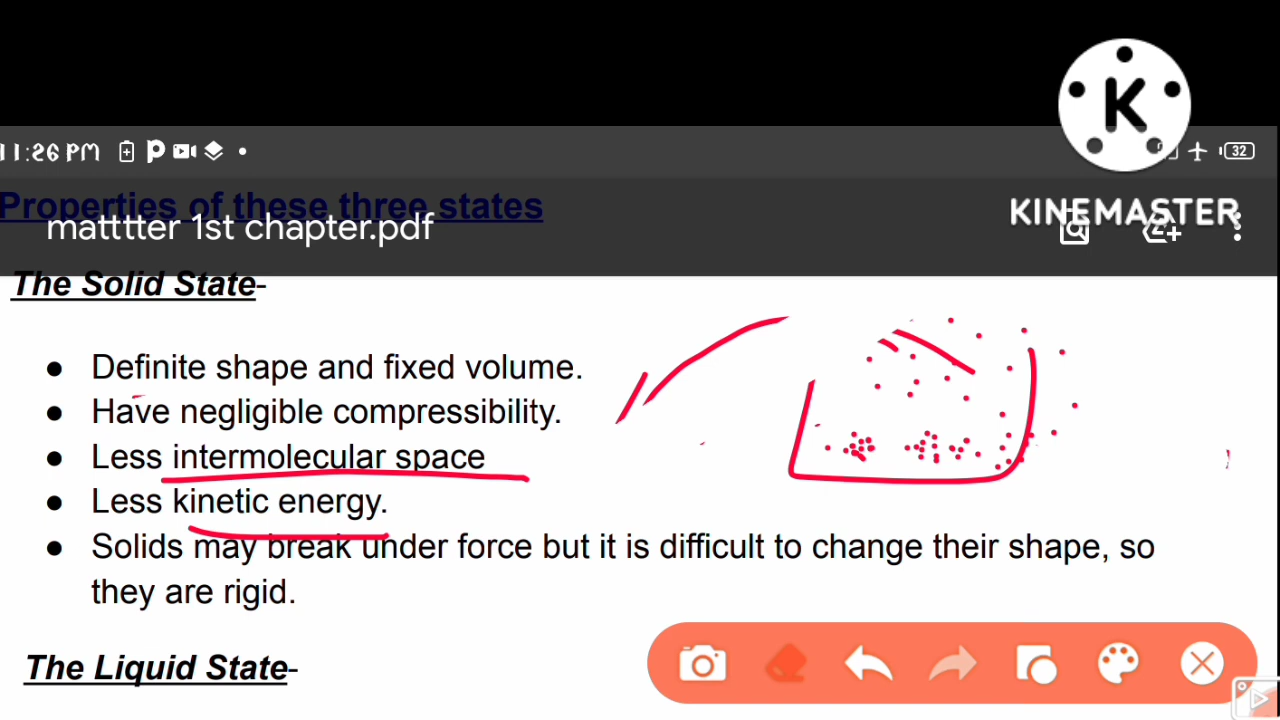 K
11:26 PM
32
KINEMASTER
Properties of these three states
matttter 1st chapter.pdf
The Solid State-
● Definite shape and fixed volume.
● Have negligible compressibility.
● Less intermolecular space
● Less kinetic energy.
● Solids may break under force but it is difficult to change their shape, so
they are rigid.
The Liquid State-